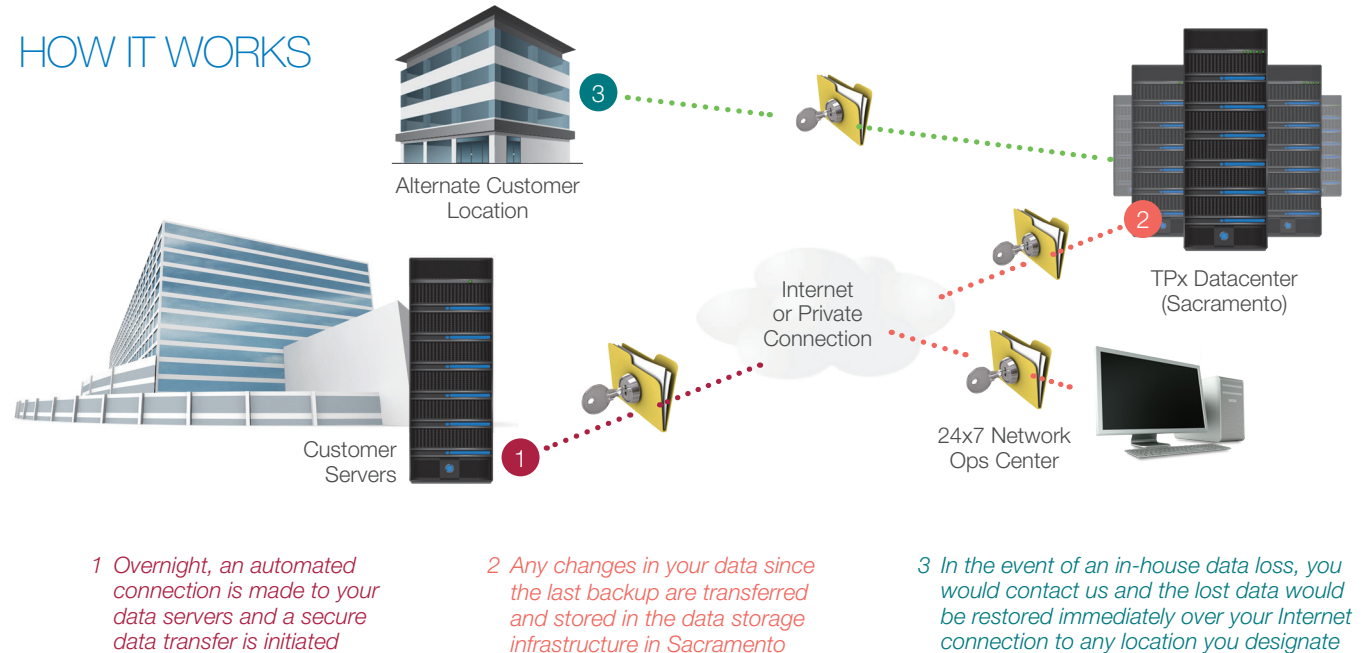 HOW IT WORKS
3
Alternate Customer
Location
2
TPx Datacenter
(Sacramento)
Internet
or Private
Connection
24x7 Network
Ops Center
Customer
Servers
1
1 Overnight, an automated
connection is made to your
data servers and a secure
data transfer is initiated
2 Any changes in your data since
the last backup are transferred
and stored in the data storage
infrastructure in Sacramento
3 In the event of an in-house data loss, you
would contact us and the lost data would
be restored immediately over your Internet
connection to any location you designate